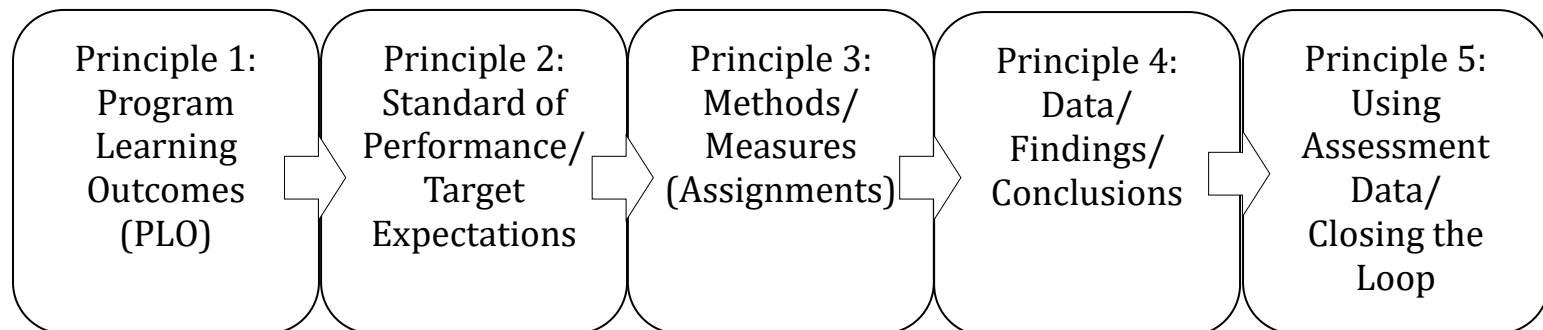 Principle 1:
Program
Learning
Outcomes
(PLO)
Principle 2:
Standard of
Performance/
Target
Expectations
Principle 3:
Methods/
Measures
(Assignments)
Principle 4:
Data/
Findings/
Conclusions
Principle 5:
Using
Assessment
Data/
Closing the
Loop